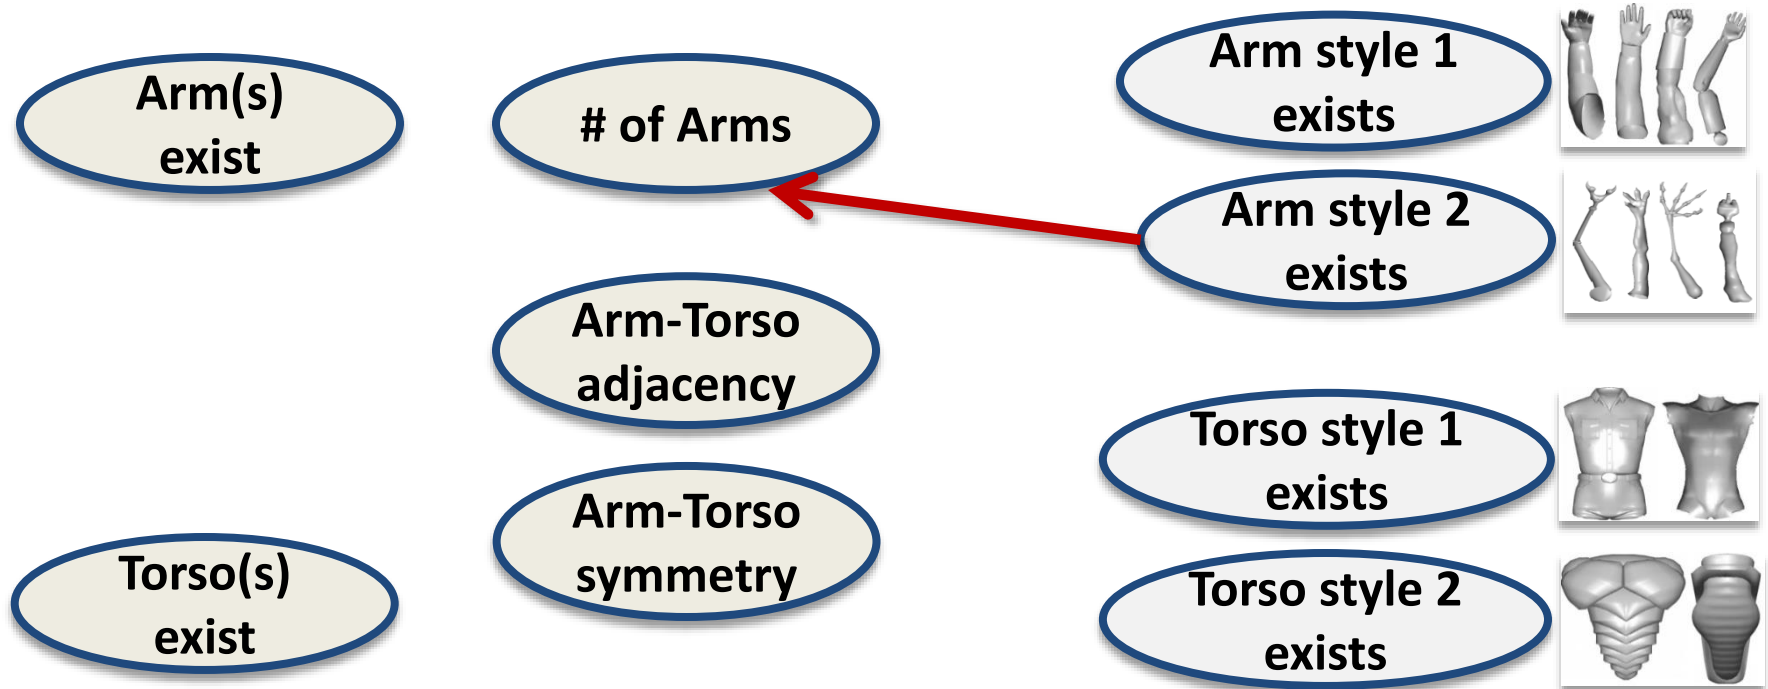 Arm(s)
exist
# of Arms
Arm style 1
exists
Arm style 2
exists
Arm-Torso
adjacency
Torso style 1
exists
Arm-Torso
symmetry
Torso(s)
exist
Torso style 2
exists